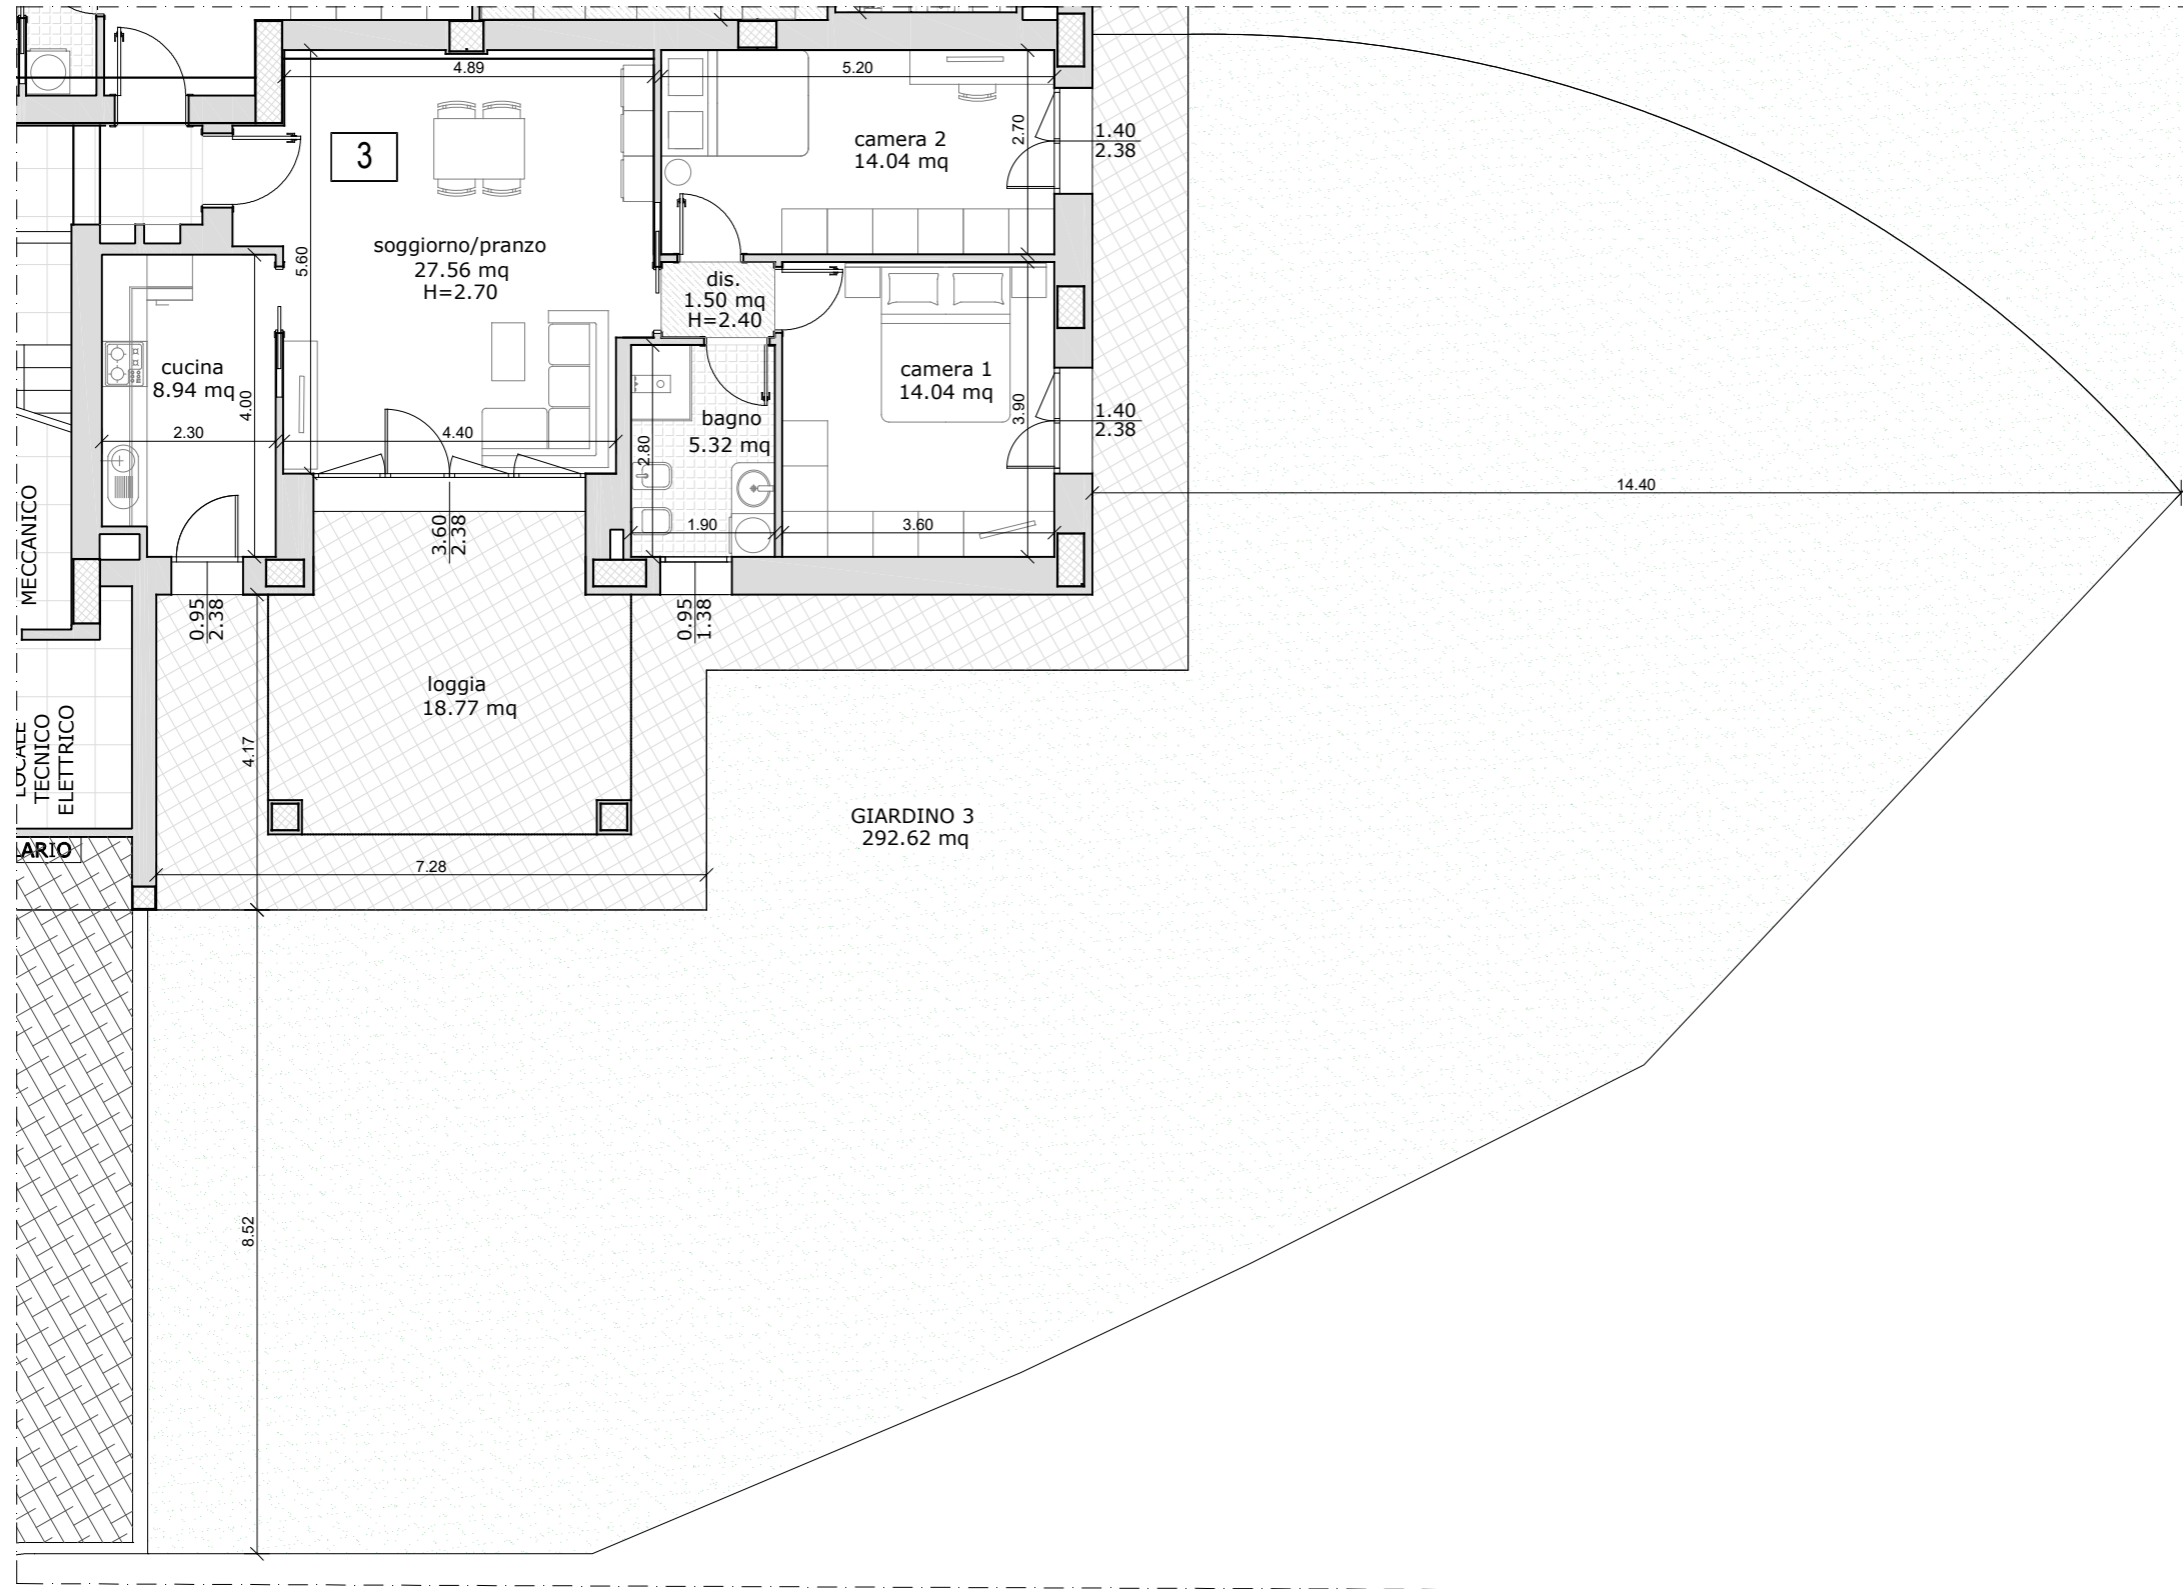 4.89
5.20
3
2.70
camera 2
14.04 mq
1.40
2.38
soggiorno/pranzo
27.56 mq
H=2.70
5.60
dis.
1.50 mq
H=2.40
cucina
8.94 mq
4.00
camera 1
14.04 mq
3.90
1.40
2.38
2.30
4.40
bagno
5.32 mq
2.80
14.40
MECCANICO
3.60
2.38
1.90
3.60
0.95
2.38
0.95
1.38
loggia
18.77 mq
LOCALE
TECNICO
ELETTRICO
4.17
GIARDINO 3
292.62 mq
LARIO
7.28
8.52